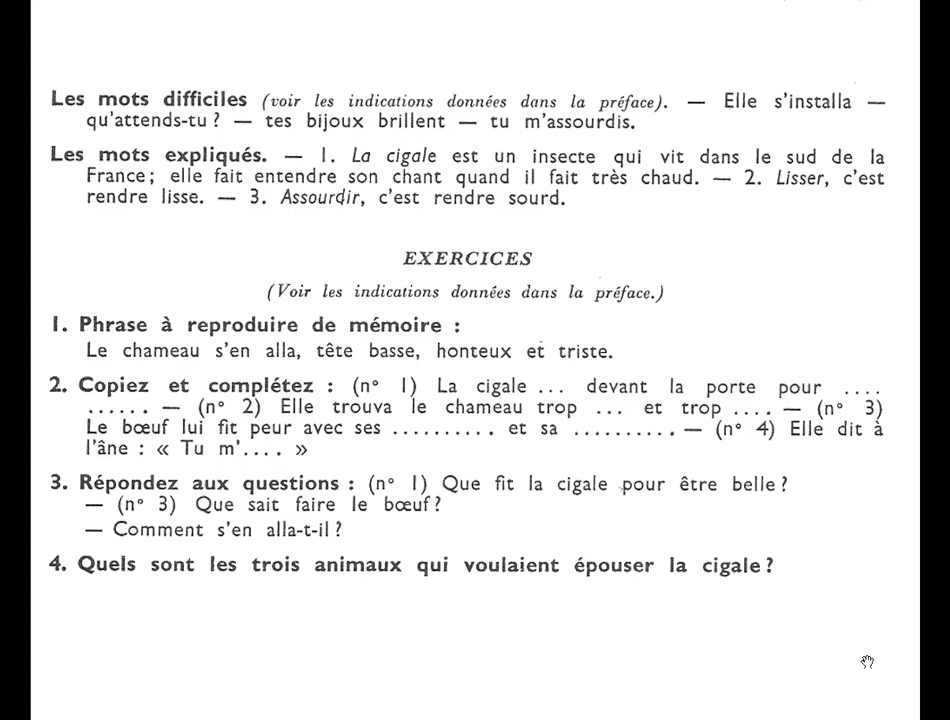 Les mots difficiles (voir les indications données dans la préface). — Elle s'installa —
qu'attends-tu ? — tes bijoux brillent — tu m'assourdis.
Les mots expliqués. — 1. La cigale est un insecte qui vit dans le sud de la
France ; elle fait entendre son chant quand il fait très chaud. — 2. Lisser, c'est
rendre lisse. — 3. Assourdir, c'est rendre sourd.
EXERCICES
(Voir les indications données dans la préface.)
1. Phrase à reproduire de mémoire :
Le chameau s'en alla, tête basse, honteux et triste.
2. Copiez et complétez : (n° 1) La cigale ... devant la porte pour ....
...... — (n° 2) Elle trouva le chameau trop ... et trop .... — (n° 3)
Le bœuf lui fit peur avec ses .......... et sa .......... — (n° 4) Elle dit à
l'âne : « Tu m'.... »
3. Répondez aux questions : (n° 1) Que fit la cigale pour être belle ?
— (n° 3) Que sait faire le bœuf ?
— Comment s'en alla-t-il ?
4. Quels sont les trois animaux qui voulaient épouser la cigale ?